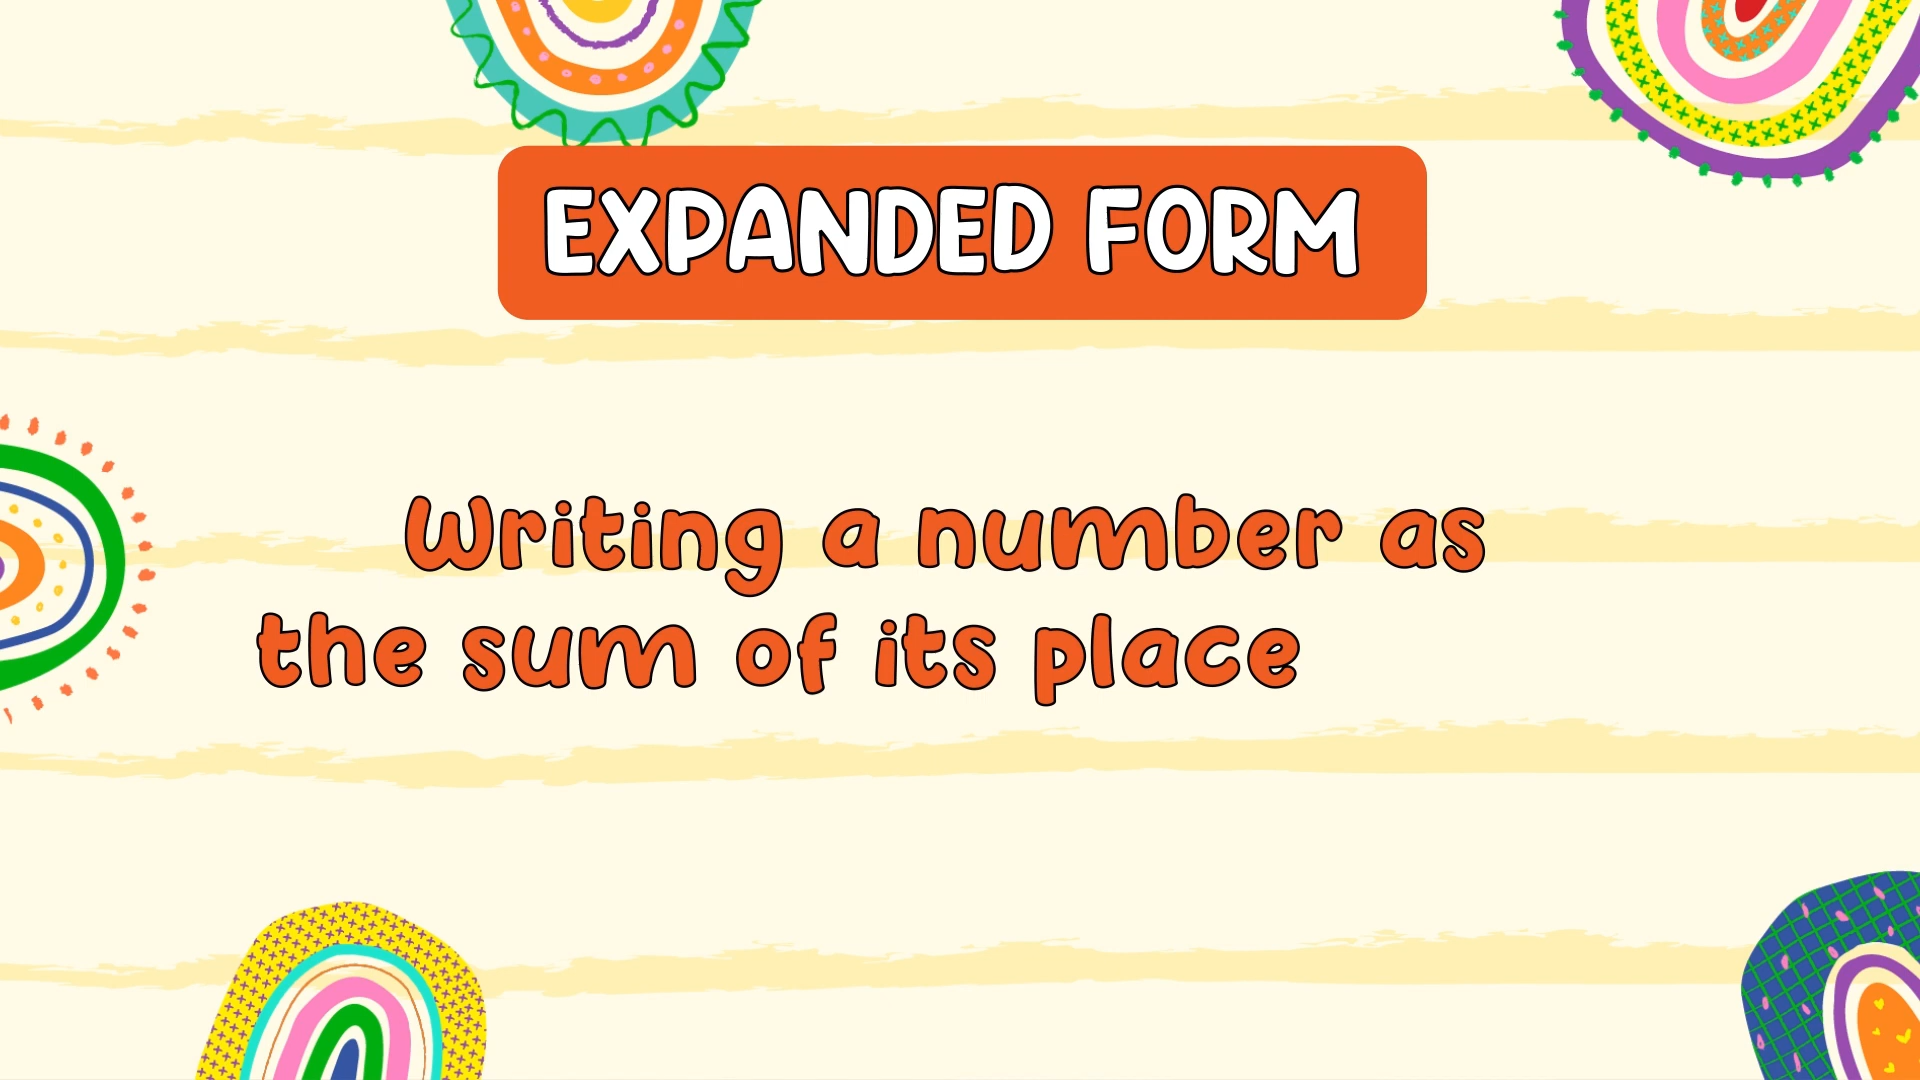 EXPANDED FORM
Writing a number as
the sum of its place